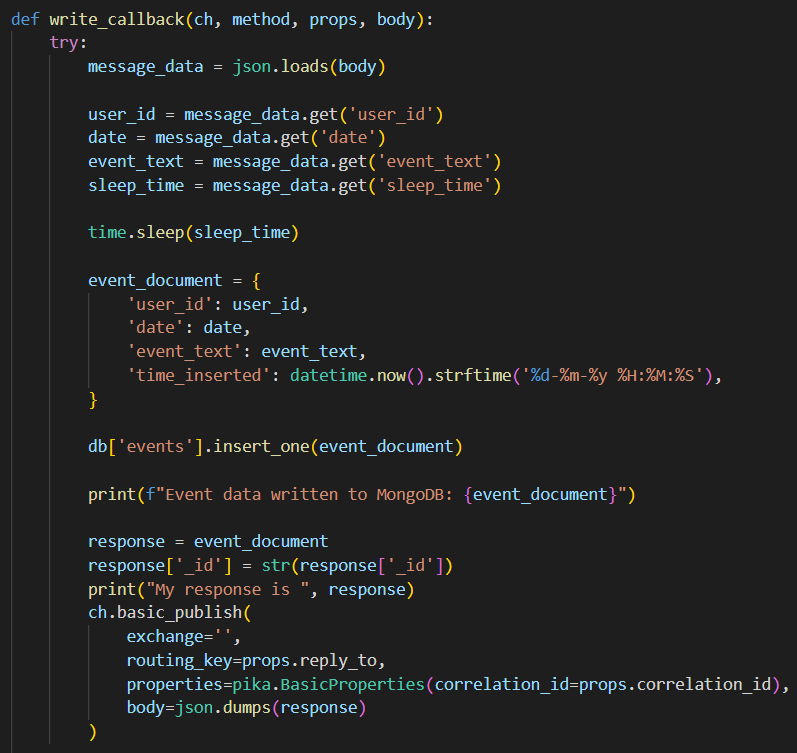 def write_callback(ch, method, props, body):
    try:
        message_data = json.loads(body)

        user_id = message_data.get('user_id')
        date = message_data.get('date')
        event_text = message_data.get('event_text')
        sleep_time = message_data.get('sleep_time')

        time.sleep(sleep_time)

        event_document = {
            'user_id': user_id,
            'date': date,
            'event_text': event_text,
            'time_inserted': datetime.now().strftime('%d-%m-%y %H:%M:%S'),
        }

        db['events'].insert_one(event_document)

        print(f"Event data written to MongoDB: {event_document}")

        response = event_document
        response['_id'] = str(response['_id'])
        print("My response is ", response)
        ch.basic_publish(
            exchange='',
            routing_key=props.reply_to,
            properties=pika.BasicProperties(correlation_id=props.correlation_id),
            body=json.dumps(response)
        )